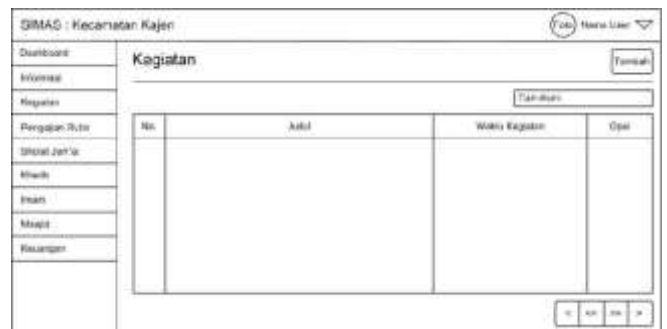 SIMAS : Kecamatan Kajen
Foto Nama User
Dashboard
Informasi
Kegiatan
Pengajian Rutin
Sholat Jum'at
Khatib
Imam
Masjid
Keuangan
Kegiatan
Tambah
No. Judul Waktu Kegiatan Opsi
< << >> >